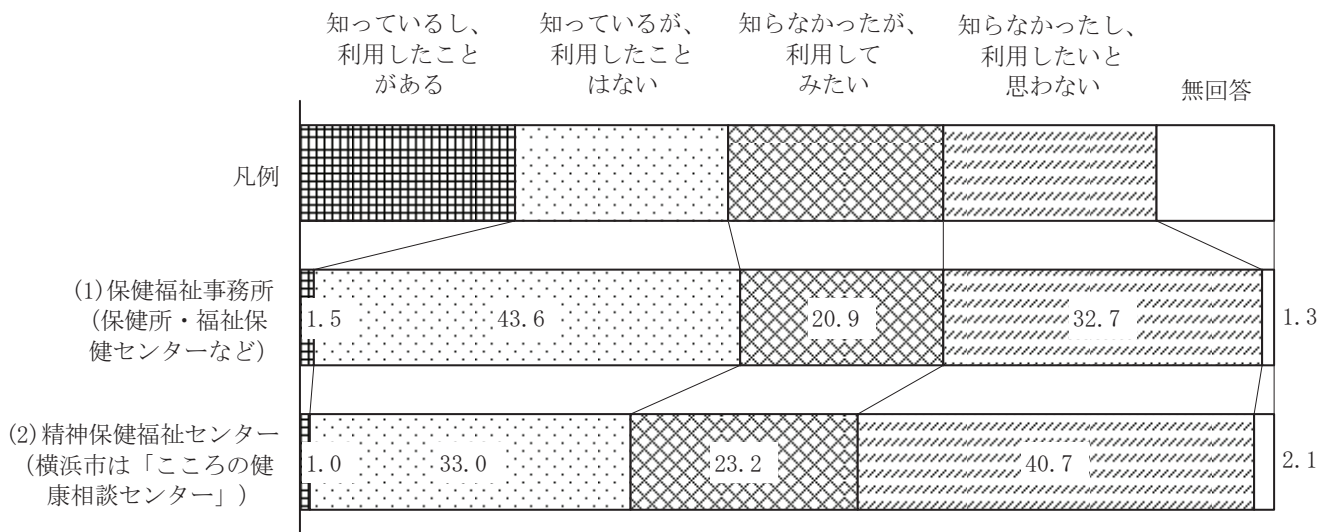 知っているし、
利用したこと
がある
知っているが、
利用したこと
はない
知らなかったが、
利用して
みたい
知らなかったし、
利用したいと
思わない
無回答
凡例
(1)保健福祉事務所
(保健所・福祉保
健センターなど)
1.5
43.6
20.9
32.7
1.3
(2)精神保健福祉センター
(横浜市は「こころの健
康相談センター」)
1.0
33.0
23.2
40.7
2.1